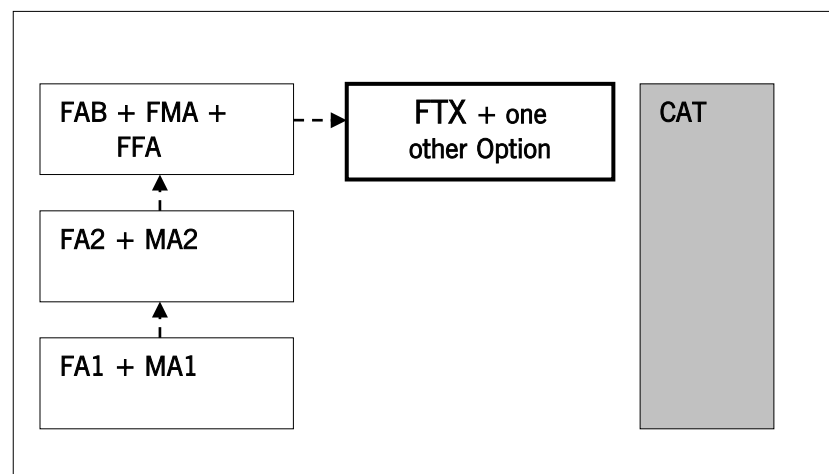 FAB + FMA +
FFA
FTX + one
other Option
CAT
FA2 + MA2
FA1 + MA1